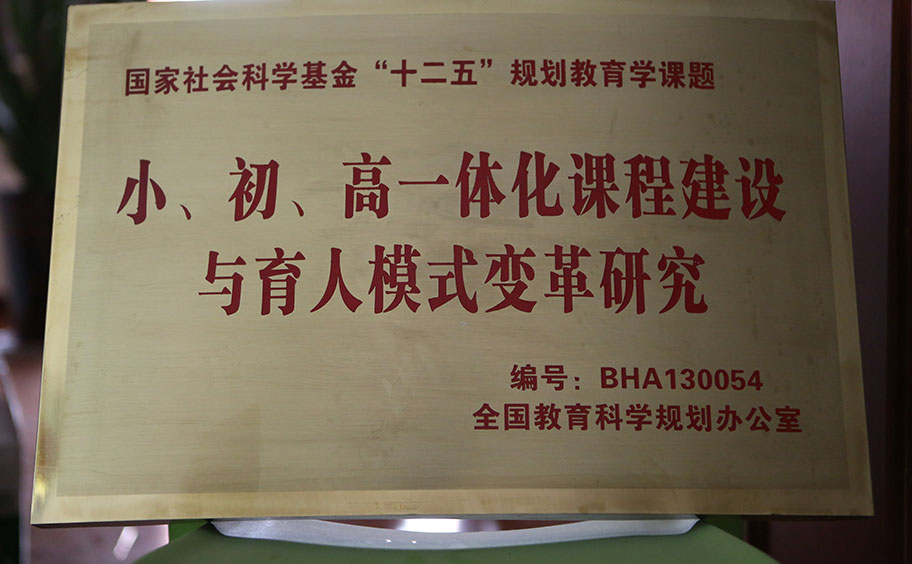 国家社会科学基金“十二五”规划教育学课题
小、初、高一体化课程建设
与育人模式变革研究
编号：BHA130054
全国教育科学规划办公室